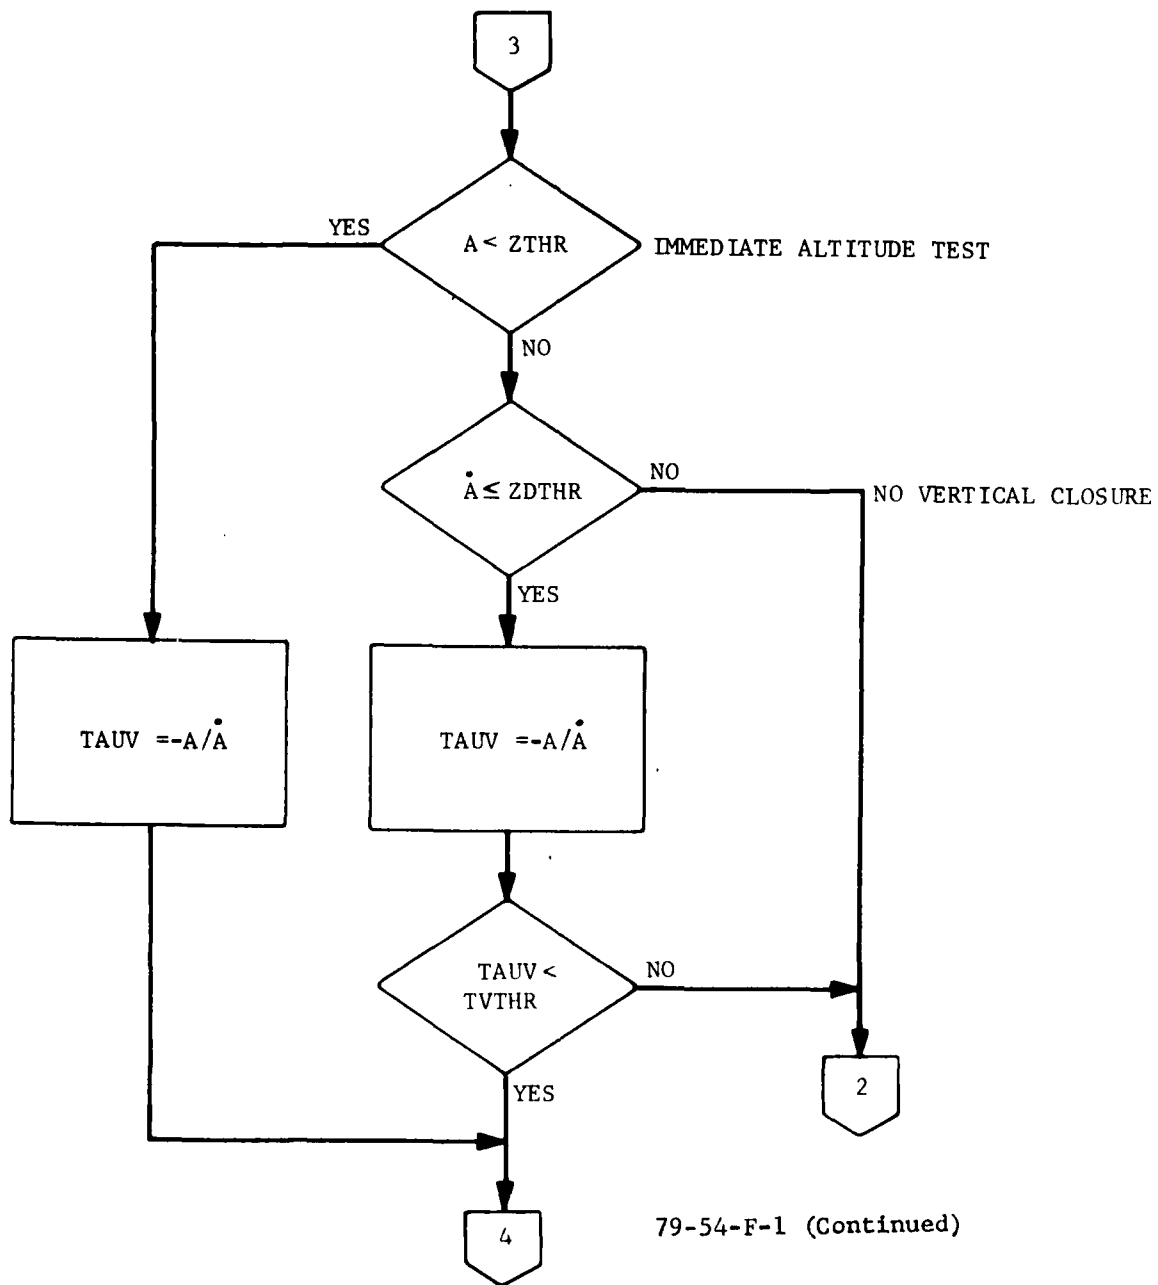 3
YES
A < ZTHR
IMMEDIATE ALTITUDE TEST
NO
Ȧ ≤ ZDTHR
NO
NO VERTICAL CLOSURE
YES
TAUV =-A/Ȧ
TAUV =-A/Ȧ
TAUV <
TVTHR
NO
2
YES
4
79-54-F-1 (Continued)